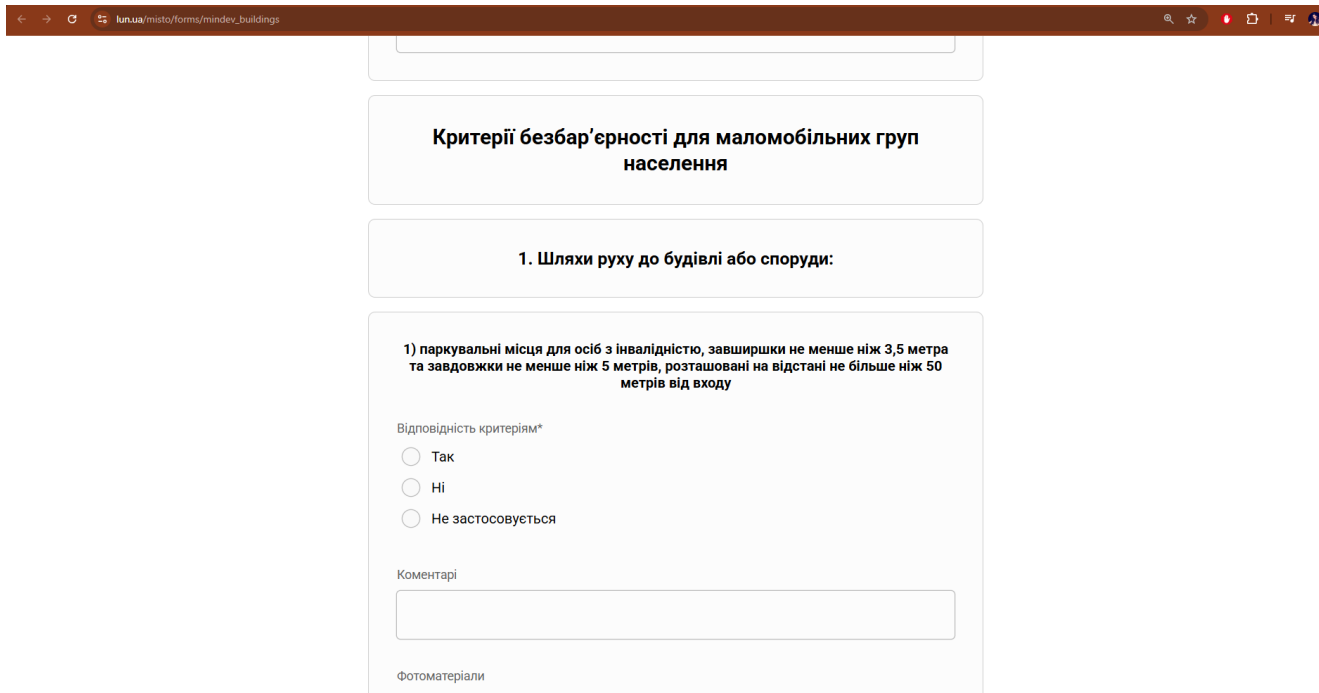 lun.ua/misto/forms/mindev_buildings
Критерії безбар’єрності для маломобільних груп
населення
1. Шляхи руху до будівлі або споруди:
1) паркувальні місця для осіб з інвалідністю, завширшки не менше ніж 3,5 метра
та завдовжки не менше ніж 5 метрів, розташовані на відстані не більше ніж 50
метрів від входу
Відповідність критеріям*
Так
Ні
Не застосовується
Коментарі
Фотоматеріали